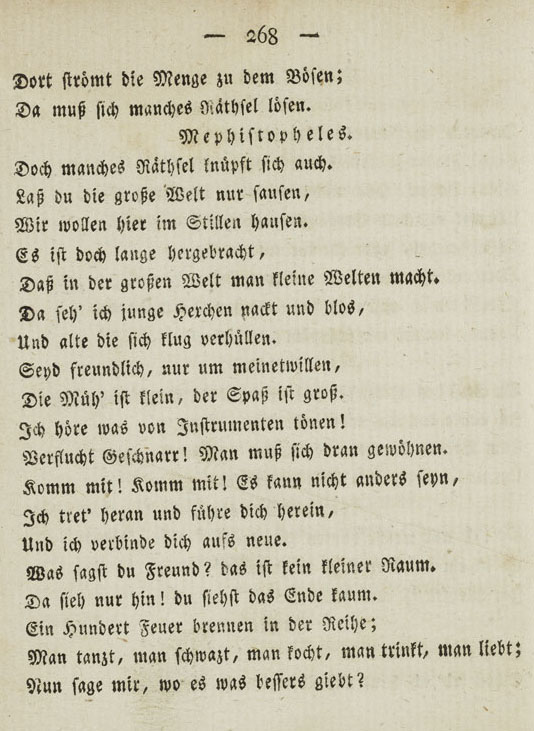 — 268 —
Dort strömt die Menge zu dem Bösen;
Da muß sich manches Räthsel lösen.
Mephistopheles.
Doch manches Räthsel knüpft sich auch.
Laß du die große Welt nur sausen,
Wir wollen hier im Stillen hausen.
Es ist doch lange hergebracht,
Daß in der großen Welt man kleine Welten macht.
Da seh' ich junge Hexchen nackt und blos,
Und alte die sich klug verhüllen.
Seyd freundlich, nur um meinetwillen,
Die Müh' ist klein, der Spaß ist groß.
Ich höre was von Instrumenten tönen!
Verflucht Geschnarr! Man muß sich dran gewöhnen.
Komm mit! Komm mit! Es kann nicht anders seyn,
Ich tret' heran und führe dich herein,
Und ich verbinde dich aufs neue.
Was sagst du Freund? das ist kein kleiner Raum.
Da sieh nur hin! du siehst das Ende kaum.
Ein Hundert Feuer brennen in der Reihe;
Man tanzt, man schwazt, man kocht, man trinkt, man liebt;
Nun sage mir, wo es was bessers giebt?